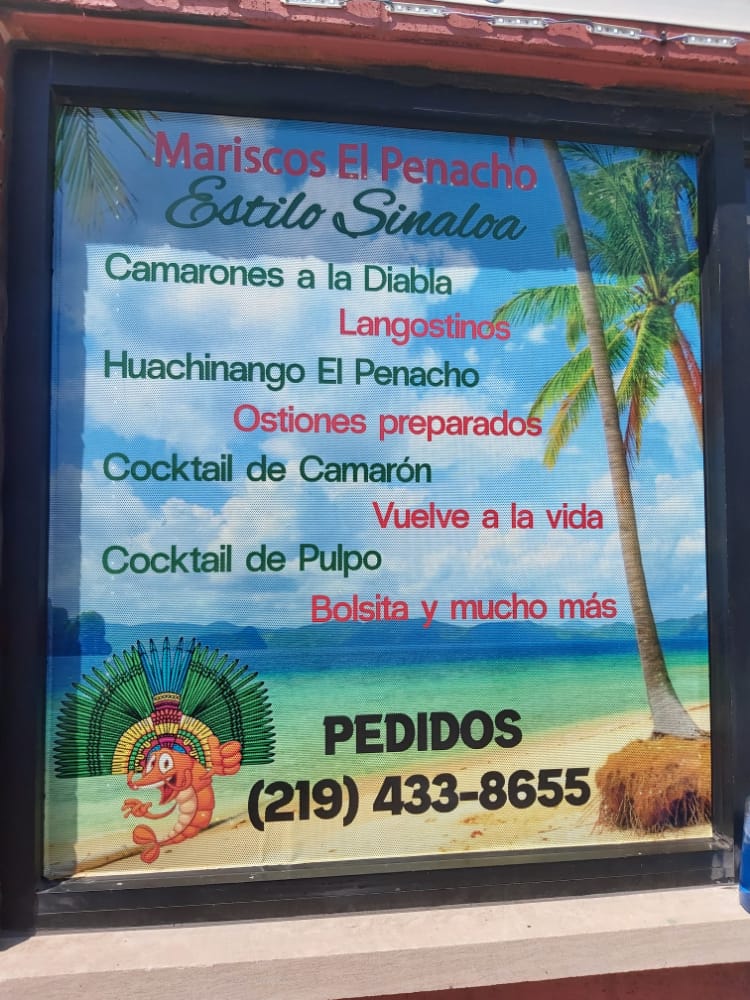 Mariscos El Penacho
Estilo Sinaloa
Camarones a la Diabla
Langostinos
Huachinango El Penacho
Ostiones preparados
Cocktail de Camarón
Vuelve a la vida
Cocktail de Pulpo
Bolsita y mucho más
PEDIDOS
(219) 433-8655